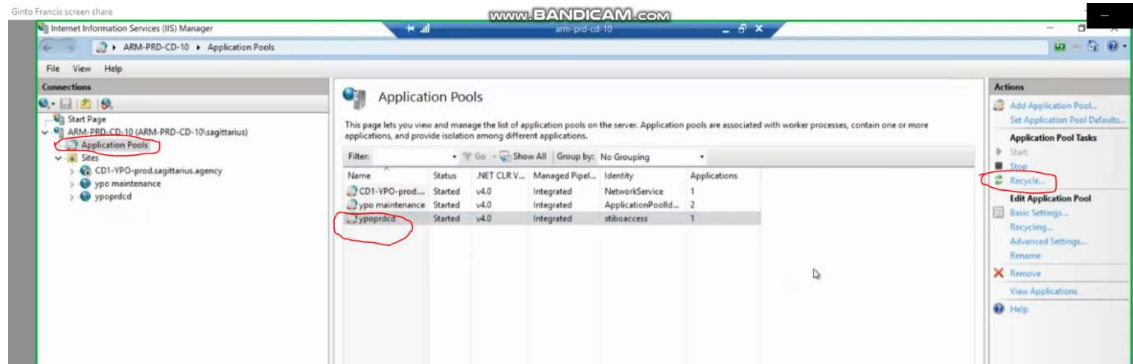 Ginto Francis screen share
www.BANDICAM.com
Internet Information Services (IIS) Manager
arm-prd-cd-10
ARM-PRD-CD-10 Application Pools
File View Help
Connections
Start Page
ARM-PRD-CD-10 (ARM-PRD-CD-10\sagittarius)
Application Pools
Sites
CD1-YPO-prod.sagittarius.agency
ypo maintenance
ypoprdcd
Application Pools
This page lets you view and manage the list of application pools on the server. Application pools are associated with worker processes, contain one or more
applications, and provide isolation among different applications.
Filter: Go Show All Group by: No Grouping
Name Status .NET CLR V... Managed Pipel... Identity Applications
CD1-YPO-prod.... Started v4.0 Integrated NetworkService 1
ypo maintenance Started v4.0 Integrated ApplicationPoolId... 2
ypoprdcd Started v4.0 Integrated stiboaccess 1
Actions
Add Application Pool...
Set Application Pool Defaults...
Application Pool Tasks
Start
Stop
Recycle...
Edit Application Pool
Basic Settings...
Recycling...
Advanced Settings...
Rename
Remove
View Applications
Help